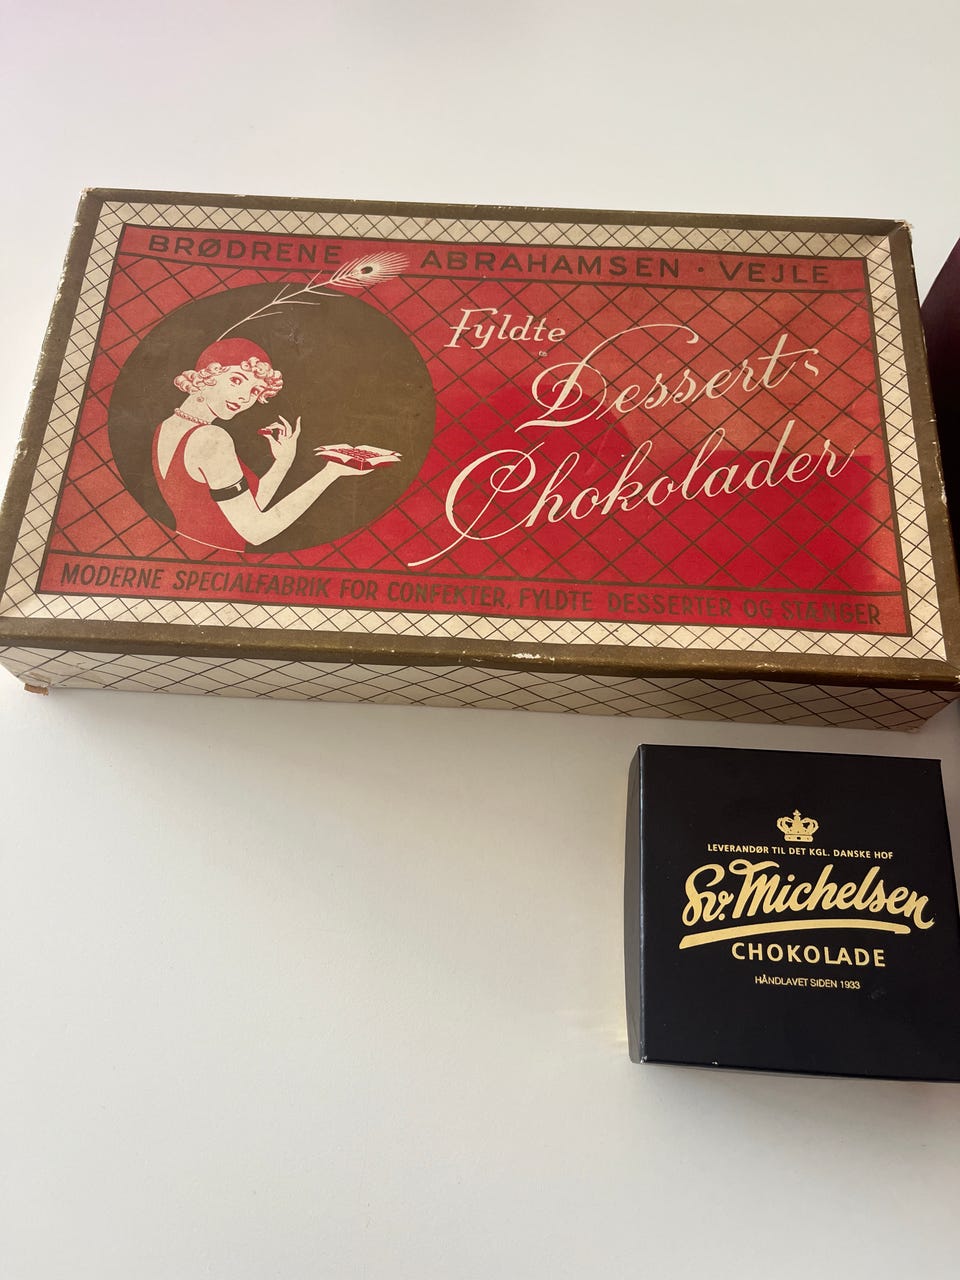 BRØDRENE ABRAHAMSEN · VEJLE
Fyldte
Dessert-
Chokolader
MODERNE SPECIALFABRIK FOR CONFEKTER, FYLDTE DESSERTER OG STÆNGER
LEVERANDØR TIL DET KGL. DANSKE HOF
Sv. Michelsen
CHOKOLADE
HÅNDLAVET SIDEN 1933